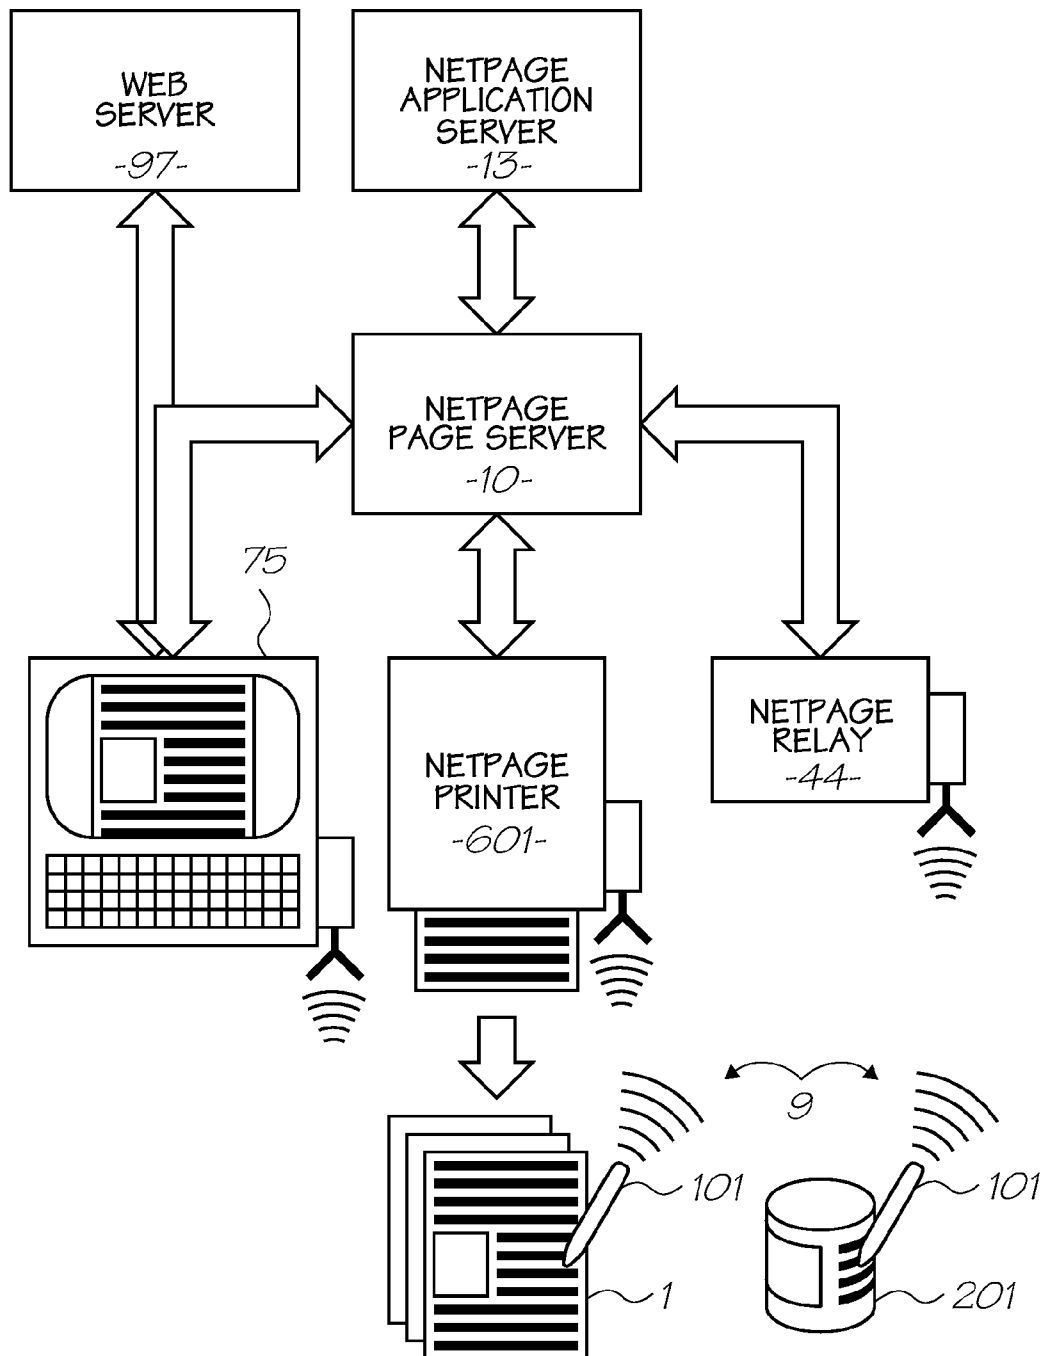 WEB
SERVER
-97-
NETPAGE
APPLICATION
SERVER
-13-
NETPAGE
PAGE SERVER
-10-
75
NETPAGE
PRINTER
-601-
NETPAGE
RELAY
-44-
9
101
101
1
201